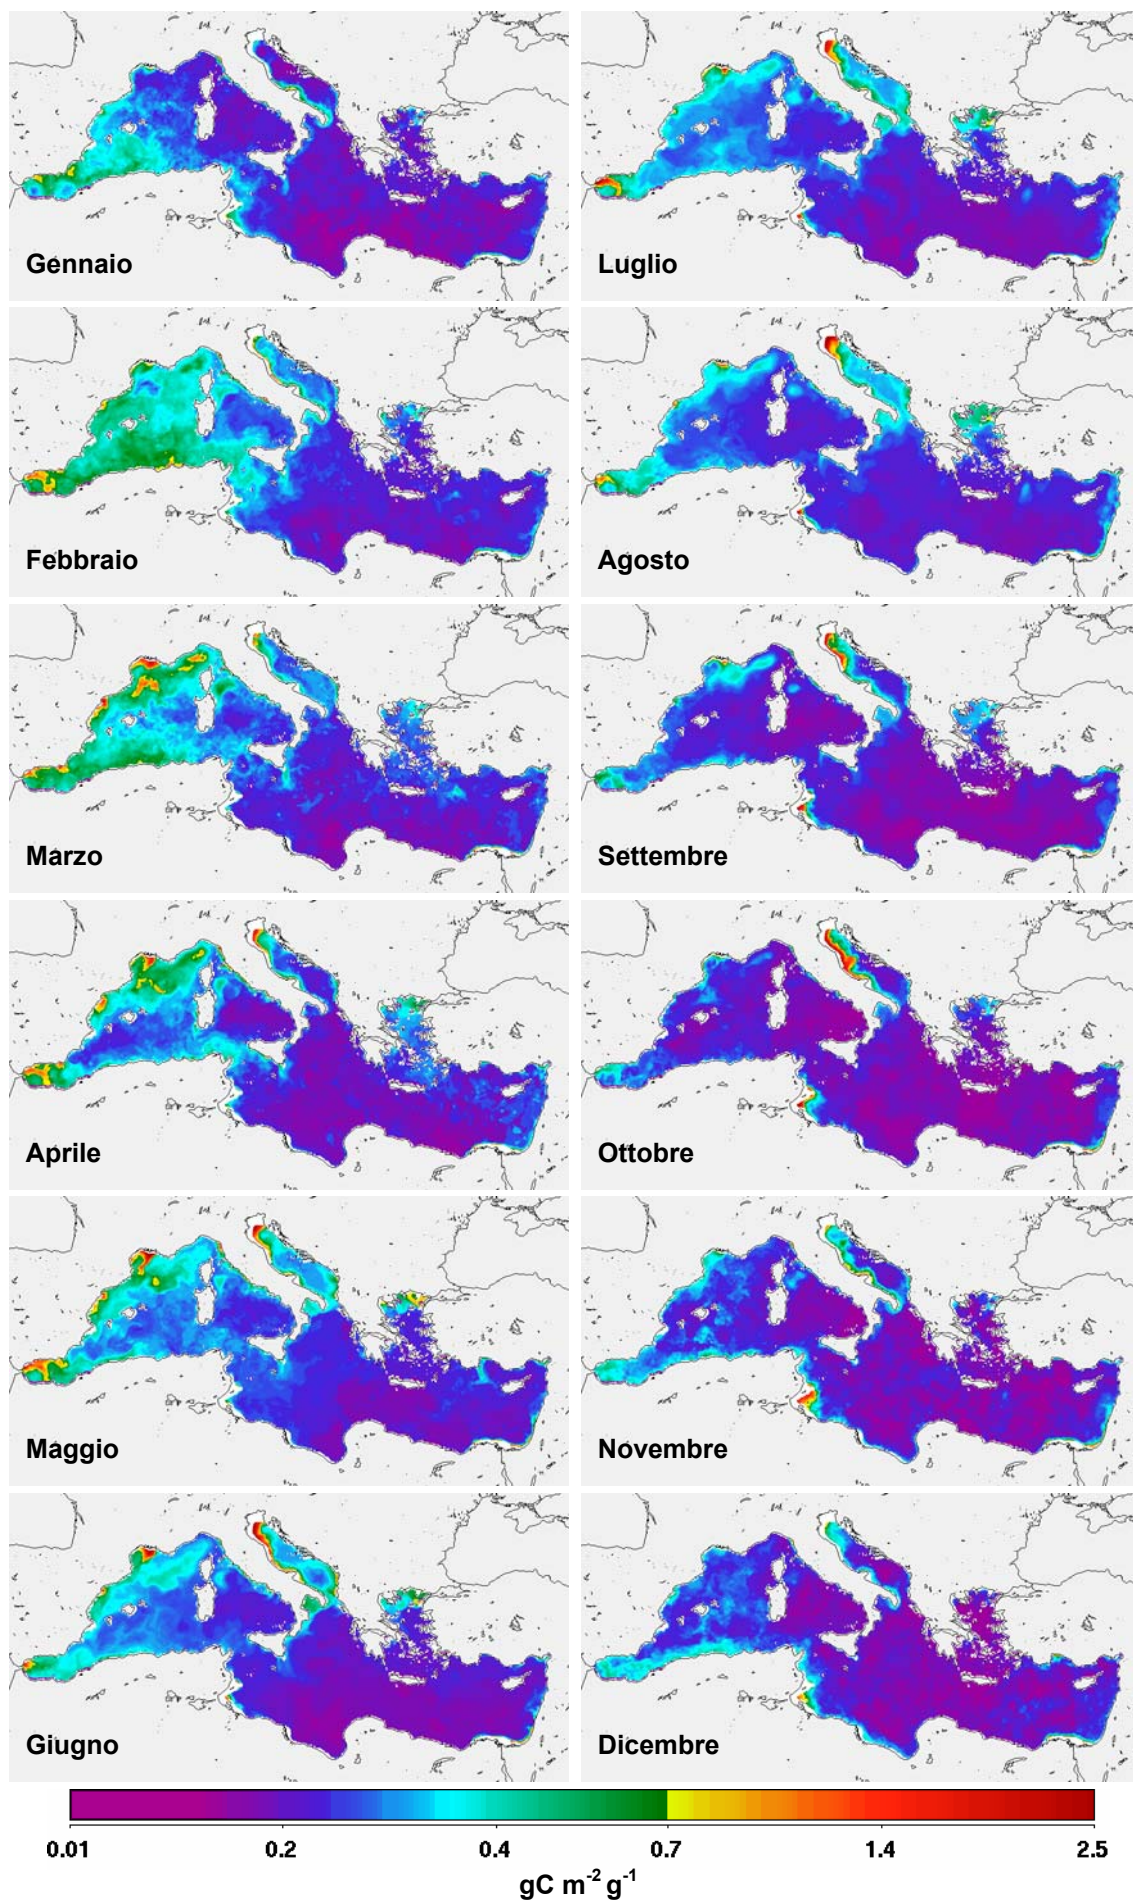 Gennaio
Luglio
Febbraio
Agosto
Marzo
Settembre
Aprile
Ottobre
Maggio
Novembre
Giugno
Dicembre
0.01 0.2 0.4 0.7 1.4 2.5
gC m⁻² g⁻¹